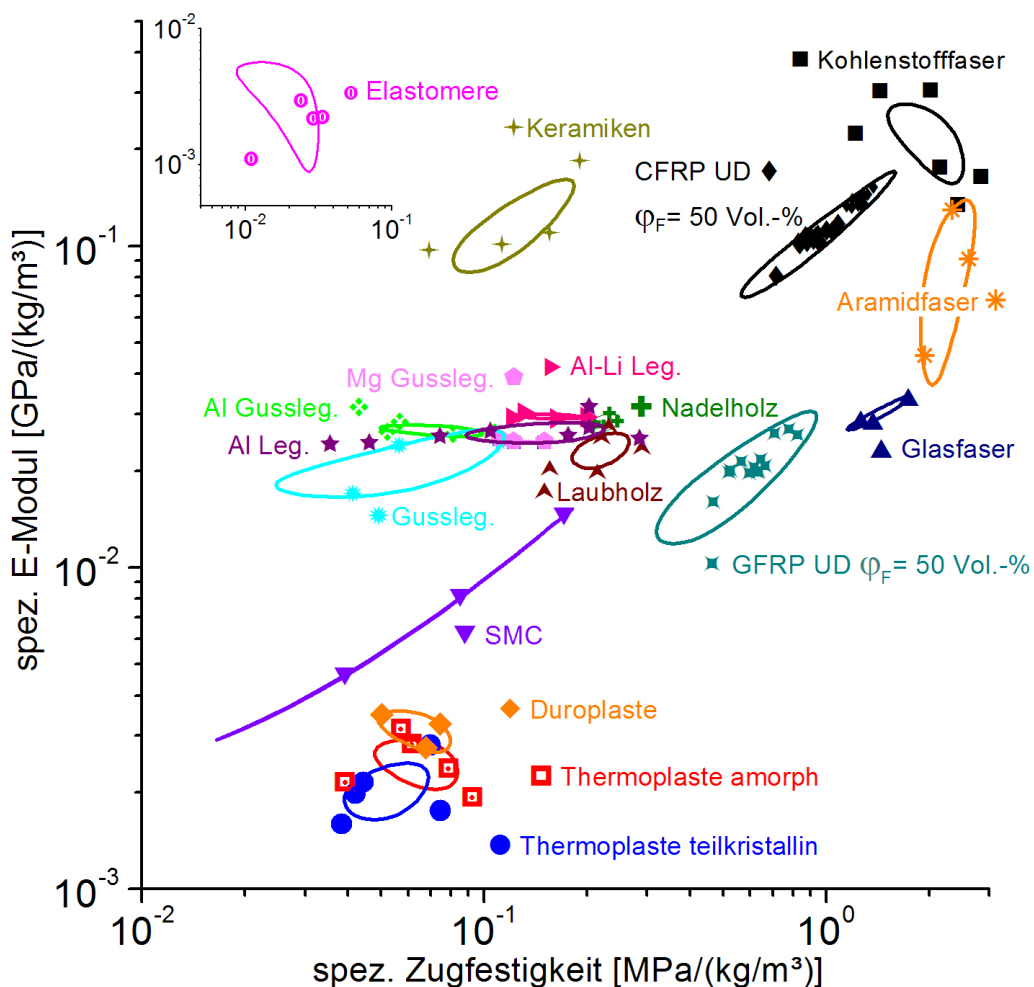 10⁻²
10⁻³
10⁻²
10⁻¹
Elastomere
Kohlenstofffaser
Keramiken
CFRP UD
φF= 50 Vol.-%
10⁻¹
Aramidfaser
Al-Li Leg.
Mg Gussleg.
Al Gussleg.
Nadelholz
Al Leg.
Glasfaser
Laubholz
Gussleg.
GFRP UD φF= 50 Vol.-%
10⁻²
SMC
Duroplaste
Thermoplaste amorph
Thermoplaste teilkristallin
10⁻³
10⁻²
10⁻¹
10⁰
spez. E-Modul [GPa/(kg/m³)]
spez. Zugfestigkeit [MPa/(kg/m³)]